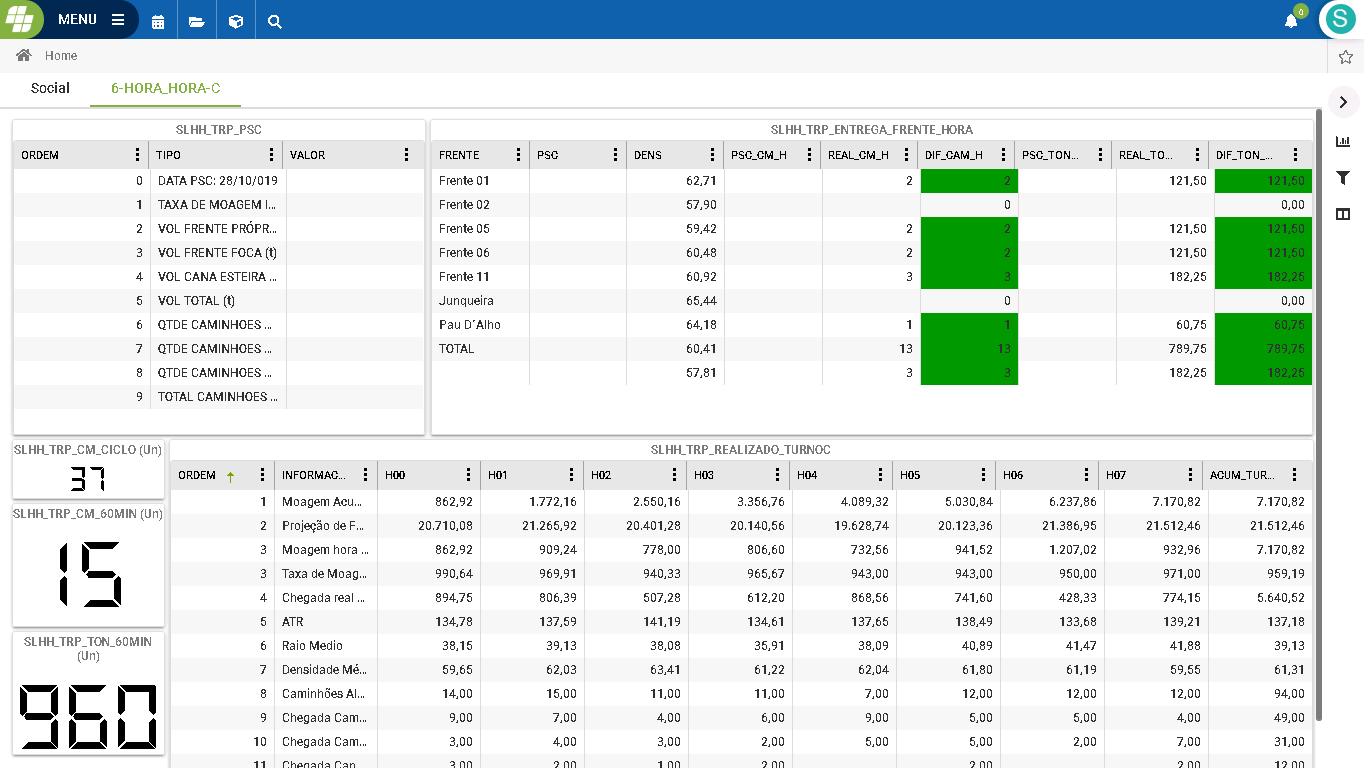 MENU
0
S
Home
Social 6-HORA_HORA-C
SLHH_TRP_PSC
ORDEM TIPO VALOR
0 DATA PSC: 28/10/019
1 TAXA DE MOAGEM I...
2 VOL FRENTE PRÓPR...
3 VOL FRENTE FOCA (t)
4 VOL CANA ESTEIRA ...
5 VOL TOTAL (t)
6 QTDE CAMINHOES ...
7 QTDE CAMINHOES ...
8 QTDE CAMINHOES ...
9 TOTAL CAMINHOES ...
SLHH_TRP_ENTREGA_FRENTE_HORA
FRENTE PSC DENS PSC_CM_H REAL_CM_H DIF_CAM_H PSC_TON... REAL_TO... DIF_TON_...
Frente 01 62,71 2 2 121,50 121,50
Frente 02 57,90 0 0,00
Frente 05 59,42 2 2 121,50 121,50
Frente 06 60,48 2 2 121,50 121,50
Frente 11 60,92 3 3 182,25 182,25
Junqueira 65,44 0 0,00
Pau D´Alho 64,18 1 1 60,75 60,75
TOTAL 60,41 13 13 789,75 789,75
57,81 3 3 182,25 182,25
SLHH_TRP_CM_CICLO (Un)
37
SLHH_TRP_CM_60MIN (Un)
15
SLHH_TRP_TON_60MIN
(Un)
960
SLHH_TRP_REALIZADO_TURNOC
ORDEM INFORMAC... H00 H01 H02 H03 H04 H05 H06 H07 ACUM_TUR...
1 Moagem Acu... 862,92 1.772,16 2.550,16 3.356,76 4.089,32 5.030,84 6.237,86 7.170,82 7.170,82
2 Projeção de F... 20.710,08 21.265,92 20.401,28 20.140,56 19.628,74 20.123,36 21.386,95 21.512,46 21.512,46
3 Moagem hora ... 862,92 909,24 778,00 806,60 732,56 941,52 1.207,02 932,96 7.170,82
3 Taxa de Moag... 990,64 969,91 940,33 965,67 943,00 943,00 950,00 971,00 959,19
4 Chegada real ... 894,75 806,39 507,28 612,20 868,56 741,60 428,33 774,15 5.640,52
5 ATR 134,78 137,59 141,19 134,61 137,65 138,49 133,68 139,21 137,18
6 Raio Medio 38,15 39,13 38,08 35,91 38,09 40,89 41,47 41,88 39,13
7 Densidade Mé... 59,65 62,03 63,41 61,22 62,04 61,80 61,19 59,55 61,31
8 Caminhões Al... 14,00 15,00 11,00 11,00 7,00 12,00 12,00 12,00 94,00
9 Chegada Cam... 9,00 7,00 4,00 6,00 9,00 5,00 5,00 4,00 49,00
10 Chegada Cam... 3,00 4,00 3,00 2,00 5,00 5,00 2,00 7,00 31,00
11 Chegada Can... 3,00 2,00 1,00 2,00 2,00 2,00 12,00